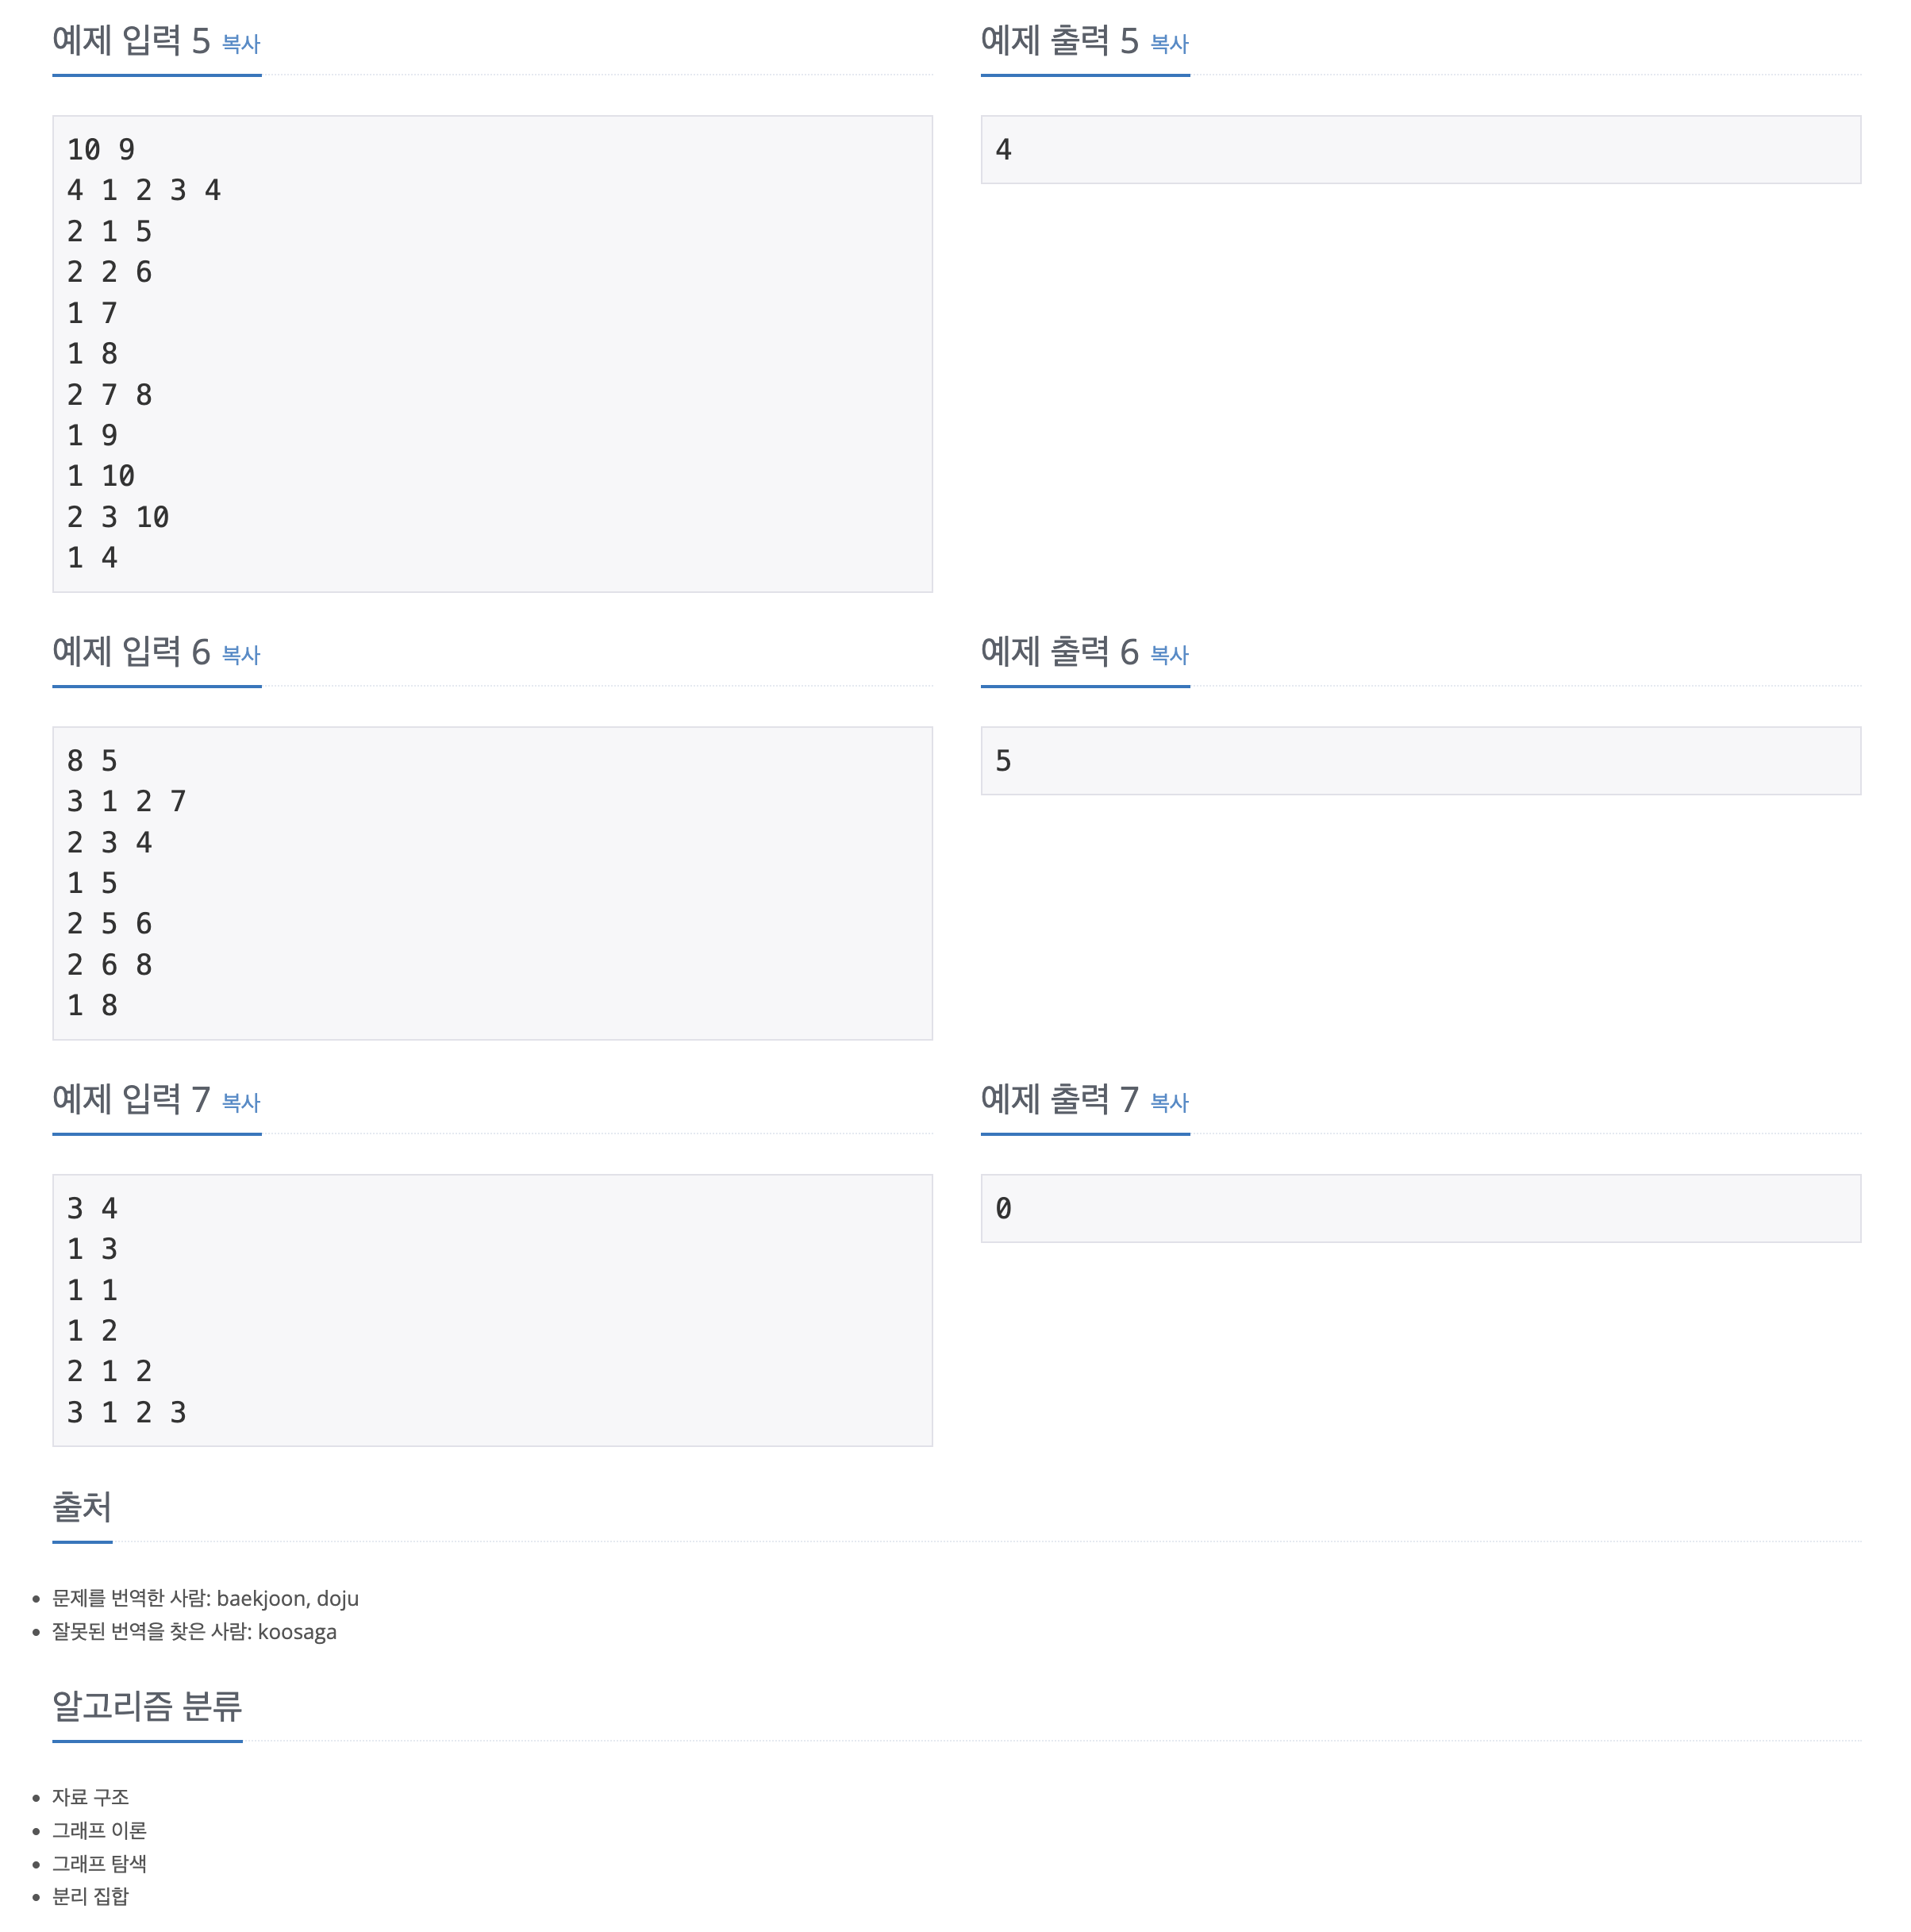 예제 입력 5 복사
10 9
4 1 2 3 4
2 1 5
2 2 6
1 7
1 8
2 7 8
1 9
1 10
2 3 10
1 4
예제 출력 5 복사
4
예제 입력 6 복사
8 5
3 1 2 7
2 3 4
1 5
2 5 6
2 6 8
1 8
예제 출력 6 복사
5
예제 입력 7 복사
3 4
1 3
1 1
1 2
2 1 2
3 1 2 3
예제 출력 7 복사
0
출처
문제를 번역한 사람: baekjoon, doju
잘못된 번역을 찾은 사람: koosaga
알고리즘 분류
자료 구조
그래프 이론
그래프 탐색
분리 집합